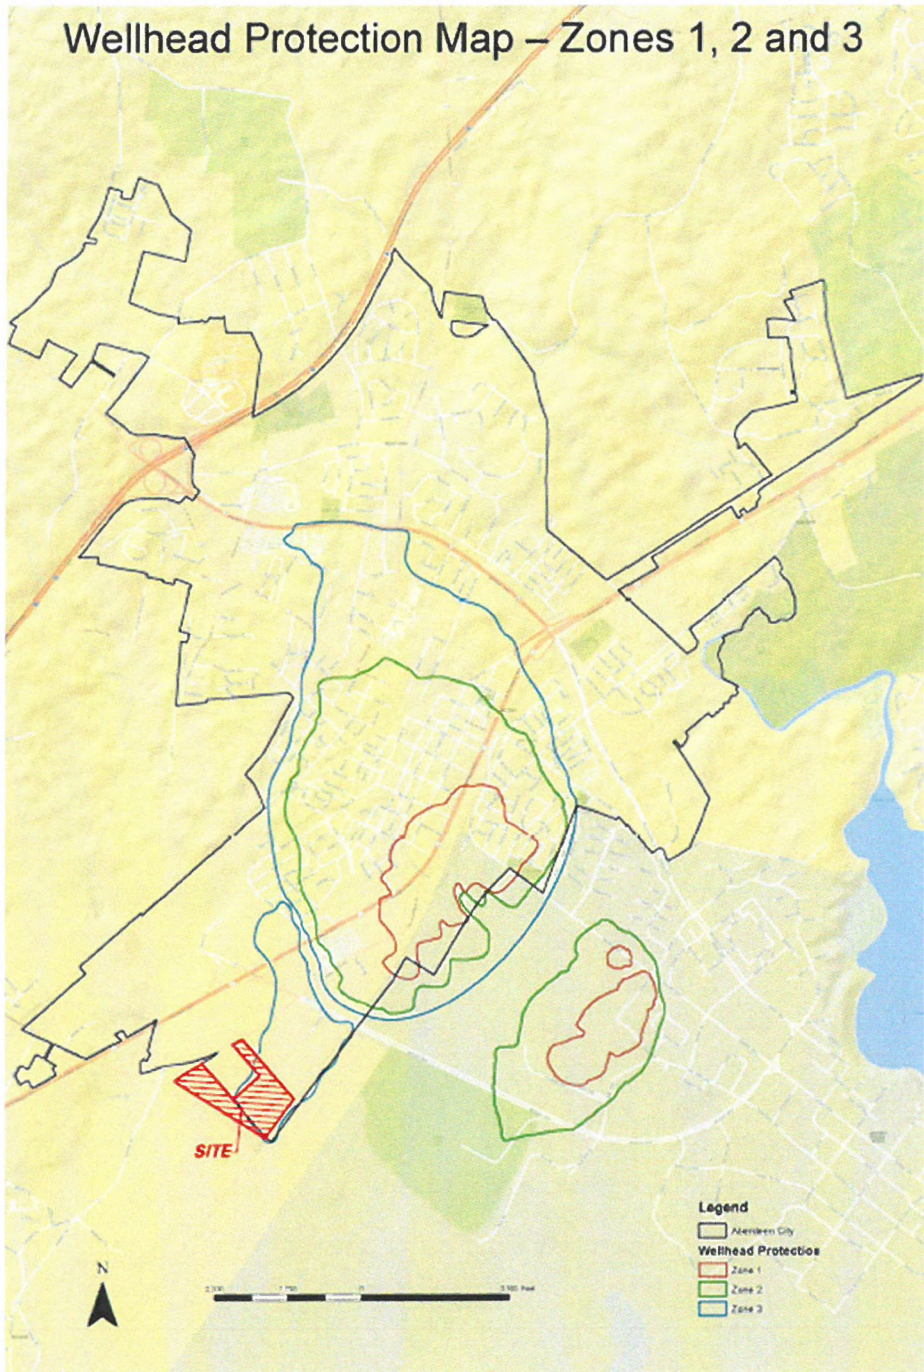 Wellhead Protection Map – Zones 1, 2 and 3
SITE
Legend
Aberdeen City
Wellhead Protection
Zone 1
Zone 2
Zone 3
N
0